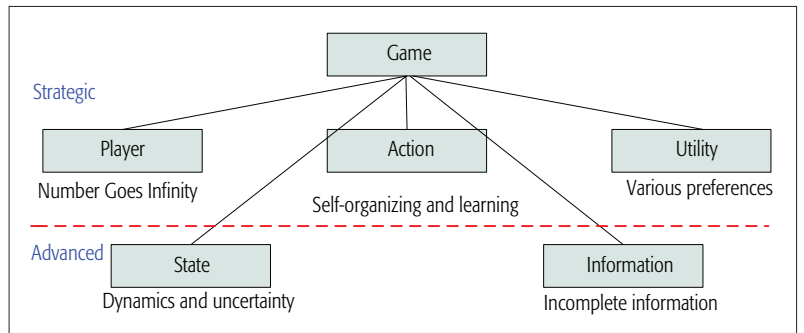 Game
Strategic
Player
Action
Utility
Number Goes Infinity
Various preferences
Self-organizing and learning
Advanced
State
Information
Dynamics and uncertainty
Incomplete information